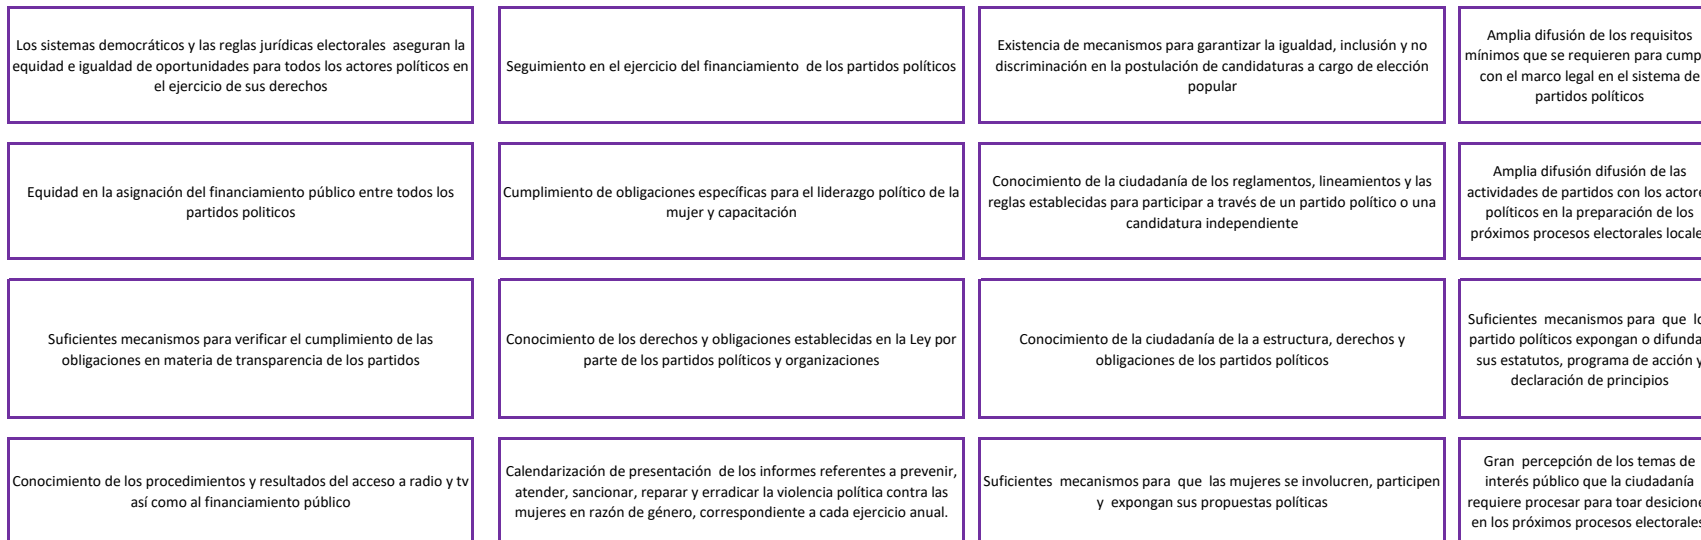 Los sistemas democráticos y las reglas jurídicas electorales aseguran la
equidad e igualdad de oportunidades para todos los actores políticos en
el ejercicio de sus derechos
Seguimiento en el ejercicio del financiamiento de los partidos políticos
Existencia de mecanismos para garantizar la igualdad, inclusión y no
discriminación en la postulación de candidaturas a cargo de elección
popular
Amplia difusión de los requisitos
mínimos que se requieren para cump
con el marco legal en el sistema de
partidos políticos
Equidad en la asignación del financiamiento público entre todos los
partidos politicos
Cumplimiento de obligaciones específicas para el liderazgo político de la
mujer y capacitación
Conocimiento de la ciudadanía de los reglamentos, lineamientos y las
reglas establecidas para participar a través de un partido político o una
candidatura independiente
Amplia difusión difusión de las
actividades de partidos con los actore
políticos en la preparación de los
próximos procesos electorales locale
Suficientes mecanismos para verificar el cumplimiento de las
obligaciones en materia de transparencia de los partidos
Conocimiento de los derechos y obligaciones establecidas en la Ley por
parte de los partidos políticos y organizaciones
Conocimiento de la ciudadanía de la a estructura, derechos y
obligaciones de los partidos políticos
Suficientes mecanismos para que lo
partido políticos expongan o difunda
sus estatutos, programa de acción y
declaración de principios
Conocimiento de los procedimientos y resultados del acceso a radio y tv
así como al financiamiento público
Calendarización de presentación de los informes referentes a prevenir,
atender, sancionar, reparar y erradicar la violencia política contra las
mujeres en razón de género, correspondiente a cada ejercicio anual.
Suficientes mecanismos para que las mujeres se involucren, participen
y expongan sus propuestas políticas
Gran percepción de los temas de
interés público que la ciudadanía
requiere procesar para toar desicione
en los próximos procesos electorales